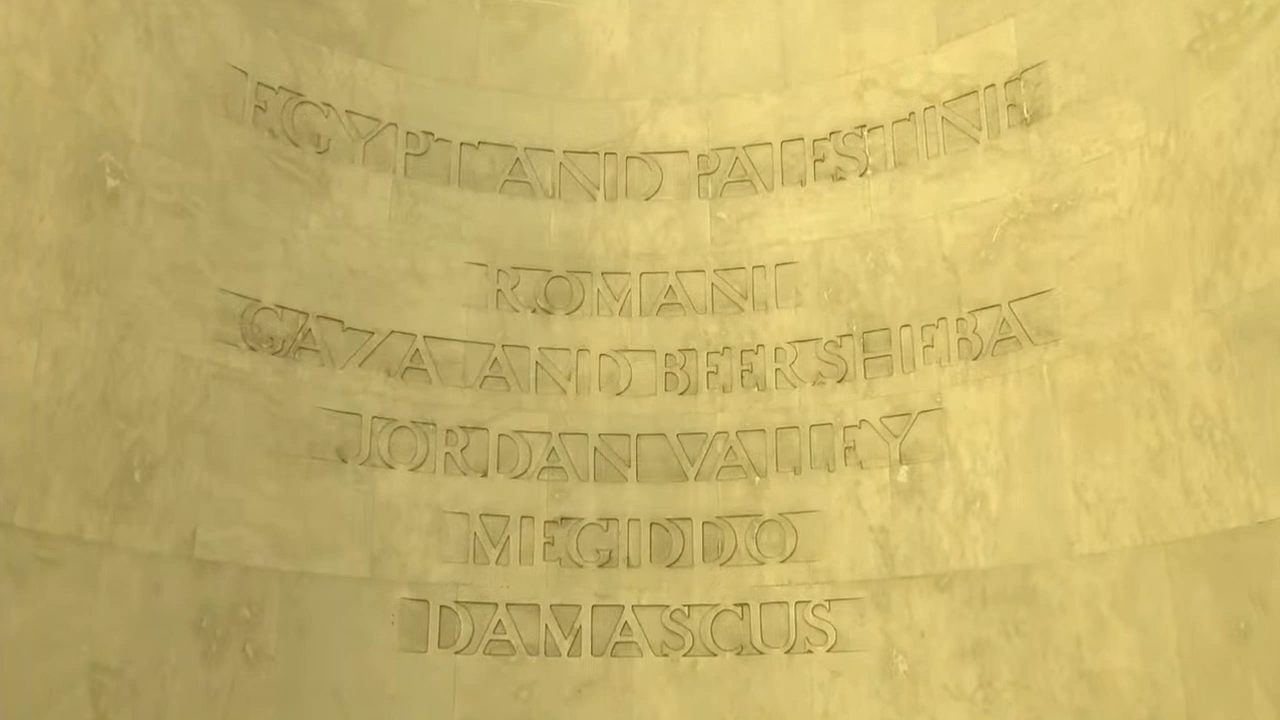 EGYPT AND PALESTINE
ROMANI
GAZA AND BEERSHEBA
JORDAN VALLEY
MEGIDDO
DAMASCUS